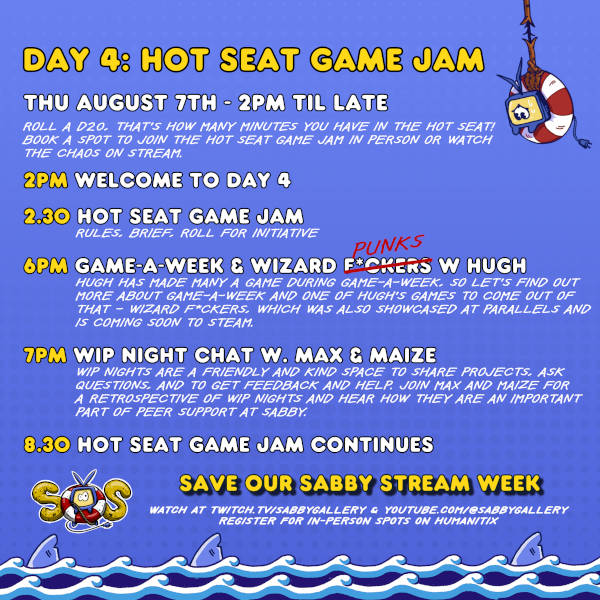 DAY 4: HOT SEAT GAME JAM
THU AUGUST 7TH - 2PM TIL LATE
ROLL A D20, THAT'S HOW MANY MINUTES YOU HAVE IN THE HOT SEAT!
BOOK A SPOT TO JOIN THE HOT SEAT GAME JAM IN PERSON OR WATCH
THE CHAOS ON STREAM.
2PM WELCOME TO DAY 4
2.30 HOT SEAT GAME JAM
RULES, BRIEF, ROLL FOR INITIATIVE
PUNKS
6PM GAME-A-WEEK & WIZARD F*CKERS W HUGH
HUGH HAS MADE MANY A GAME DURING GAME-A-WEEK, SO LET'S FIND OUT
MORE ABOUT GAME-A-WEEK AND ONE OF HUGH'S GAMES TO COME OUT OF
THAT - WIZARD F*CKERS, WHICH WAS ALSO SHOWCASED AT PARALLELS AND
IS COMING SOON TO STEAM.
7PM WIP NIGHT CHAT W. MAX & MAIZE
WIP NIGHTS ARE A FRIENDLY AND KIND SPACE TO SHARE PROJECTS, ASK
QUESTIONS, AND TO GET FEEDBACK AND HELP. JOIN MAX AND MAIZE FOR
A RETROSPECTIVE OF WIP NIGHTS AND HEAR HOW THEY ARE AN IMPORTANT
PART OF PEER SUPPORT AT SABBY.
8.30 HOT SEAT GAME JAM CONTINUES
SOS
SAVE OUR SABBY STREAM WEEK
WATCH AT TWITCH.TV/SABBYGALLERY & YOUTUBE.COM/@SABBYGALLERY
REGISTER FOR IN-PERSON SPOTS ON HUMANITIX